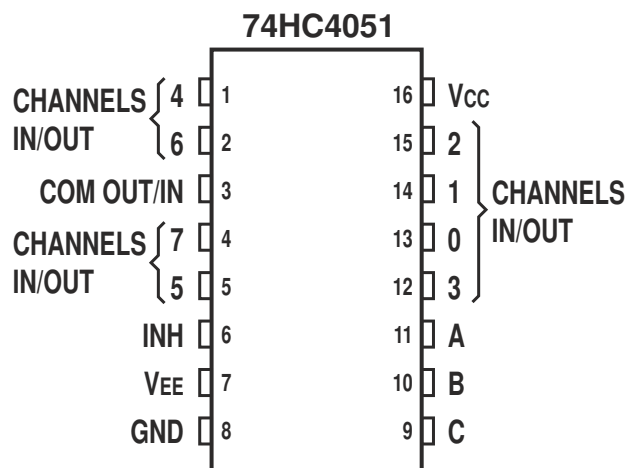 74HC4051
CHANNELS
IN/OUT
4 1
6 2
COM OUT/IN 3
CHANNELS
IN/OUT
7 4
5 5
INH 6
VEE 7
GND 8
16 VCC
15 2
14 1
13 0
12 3
CHANNELS
IN/OUT
11 A
10 B
9 C